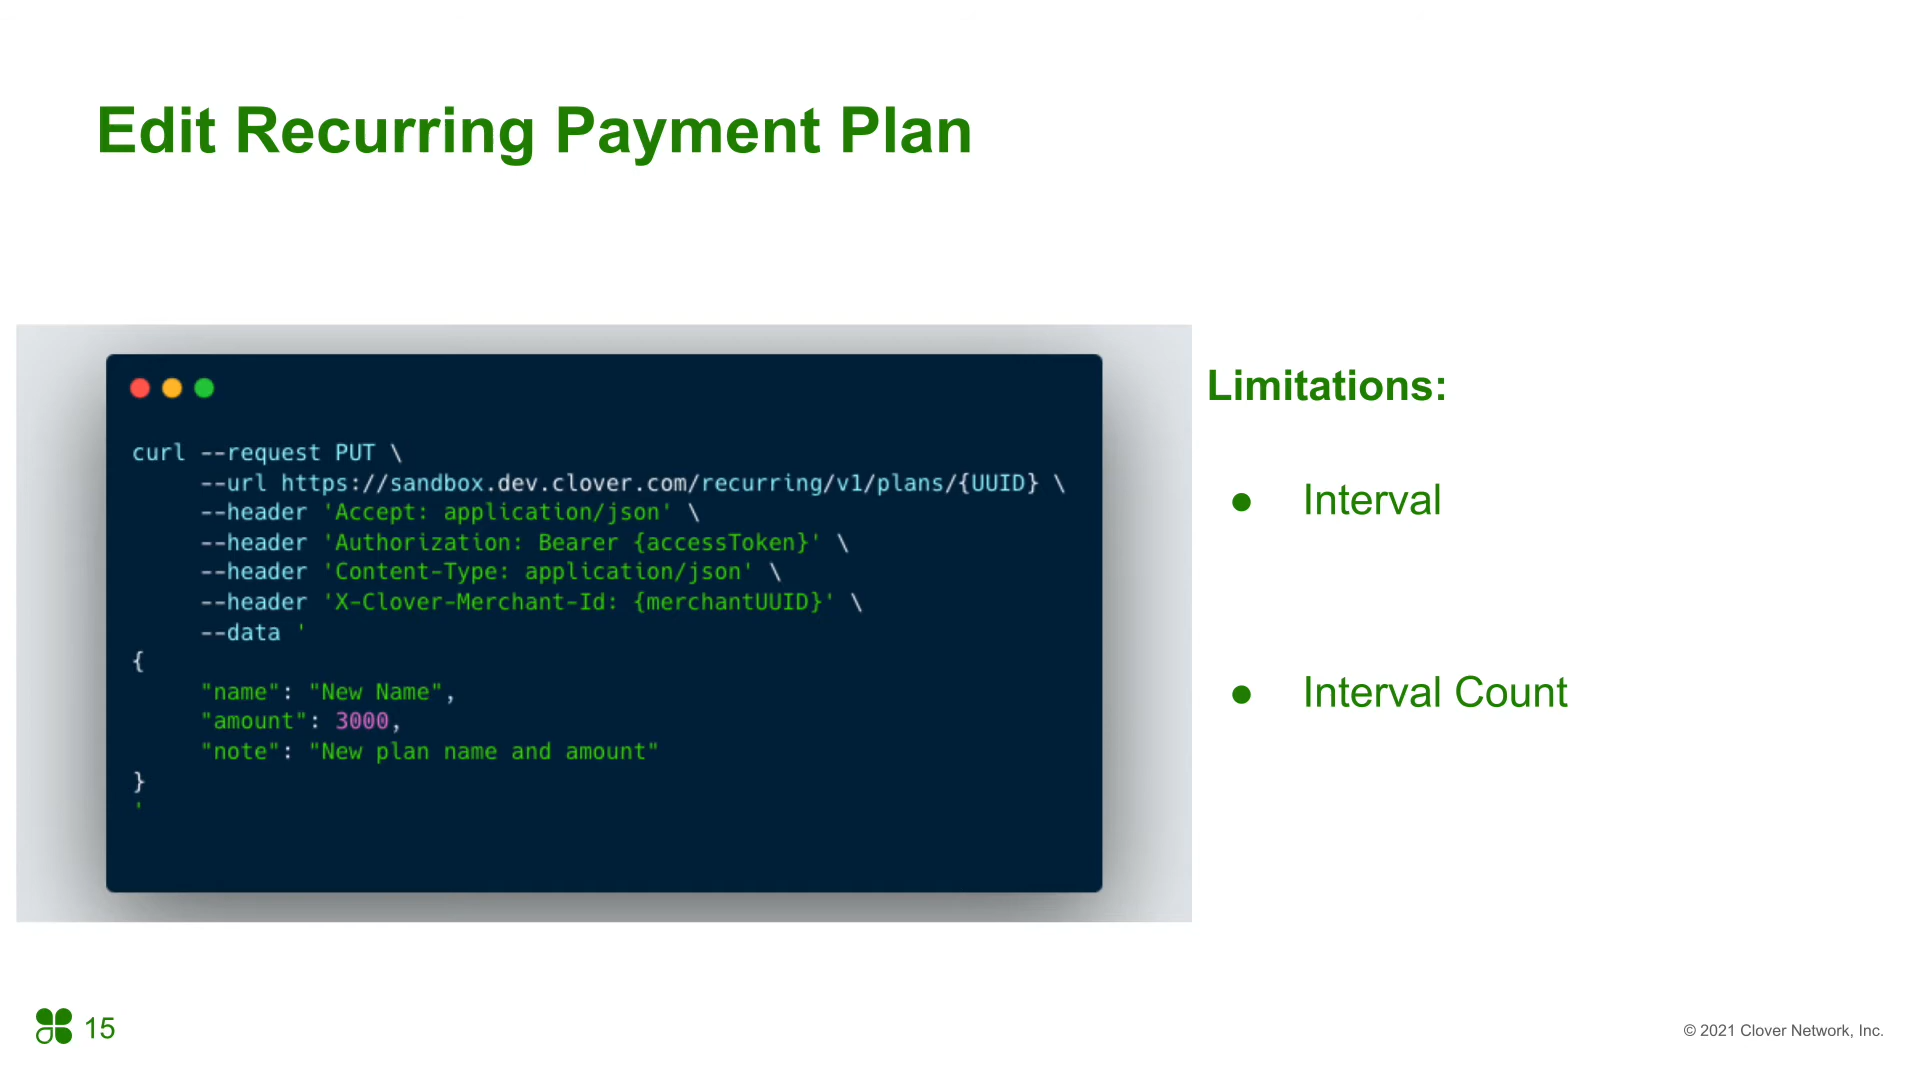 Edit Recurring Payment Plan
curl --request PUT \
--url https://sandbox.dev.clover.com/recurring/v1/plans/{UUID} \
--header 'Accept: application/json' \
--header 'Authorization: Bearer {accessToken}' \
--header 'Content-Type: application/json' \
--header 'X-Clover-Merchant-Id: {merchantUUID}' \
--data '
{
"name": "New Name",
"amount": 3000,
"note": "New plan name and amount"
}
'
Limitations:
● Interval
● Interval Count
15
© 2021 Clover Network, Inc.